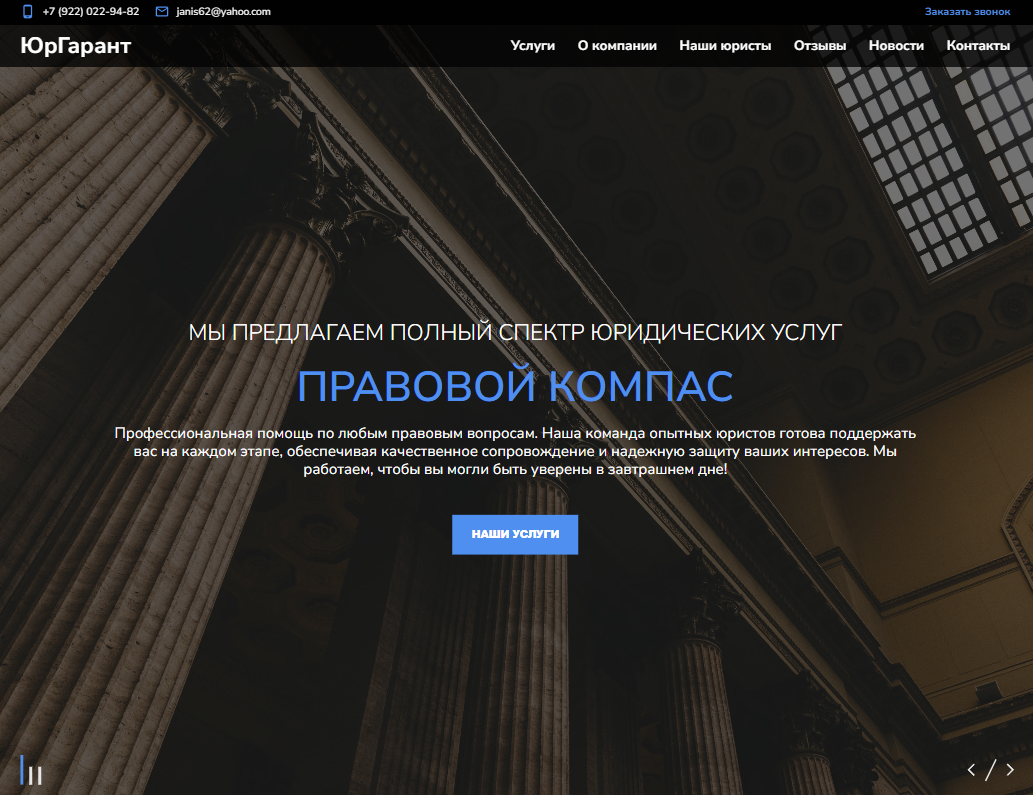 +7 (922) 022-94-82 janis62@yahoo.com Заказать звонок
ЮрГарант Услуги О компании Наши юристы Отзывы Новости Контакты
МЫ ПРЕДЛАГАЕМ ПОЛНЫЙ СПЕКТР ЮРИДИЧЕСКИХ УСЛУГ
ПРАВОВОЙ КОМПАС
Профессиональная помощь по любым правовым вопросам. Наша команда опытных юристов готова поддержать
вас на каждом этапе, обеспечивая качественное сопровождение и надежную защиту ваших интересов. Мы
работаем, чтобы вы могли быть уверены в завтрашнем дне!
НАШИ УСЛУГИ